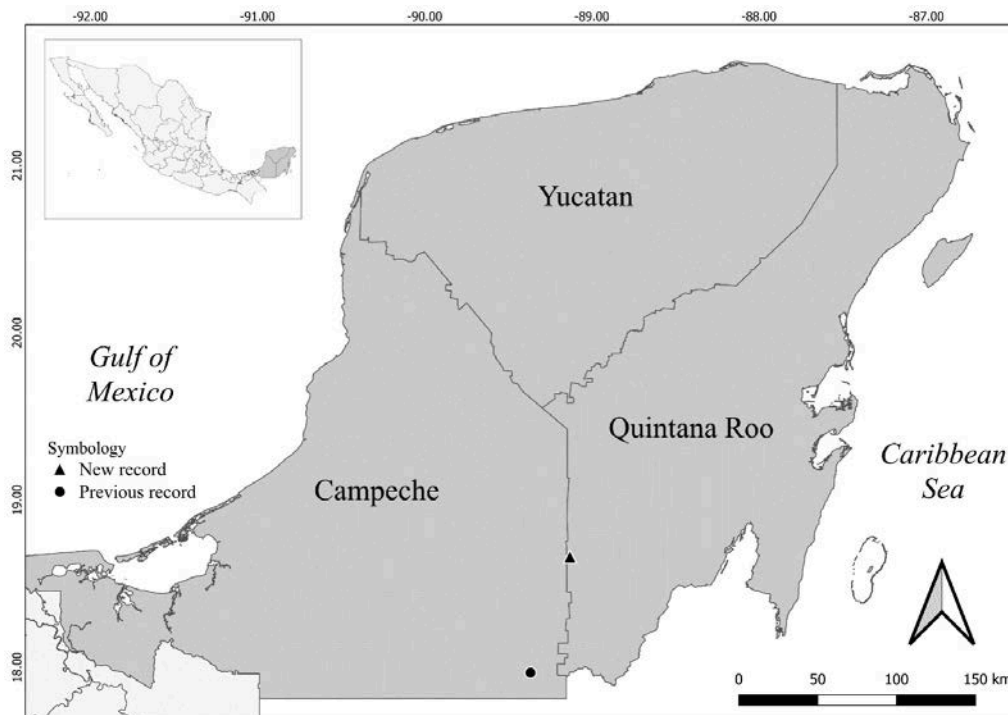 -92.00 -91.00 -90.00 -89.00 -88.00 -87.00
21.00
20.00
19.00
18.00
Yucatan
Gulf of
Mexico
Quintana Roo
Symbology
New record
Previous record
Campeche
Caribbean
Sea
0 50 100 150 km